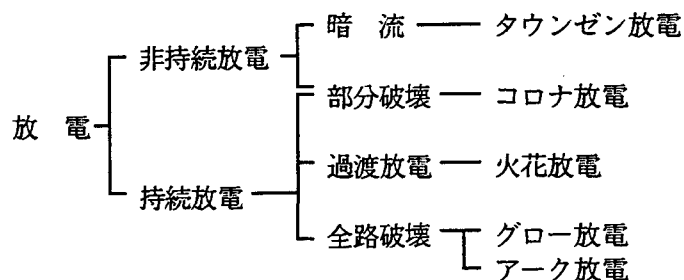 暗 流 タウンゼン放電
非持続放電
部分破壊 コロナ放電
放 電
過渡放電 火花放電
持続放電
全路破壊 グロー放電
アーク放電